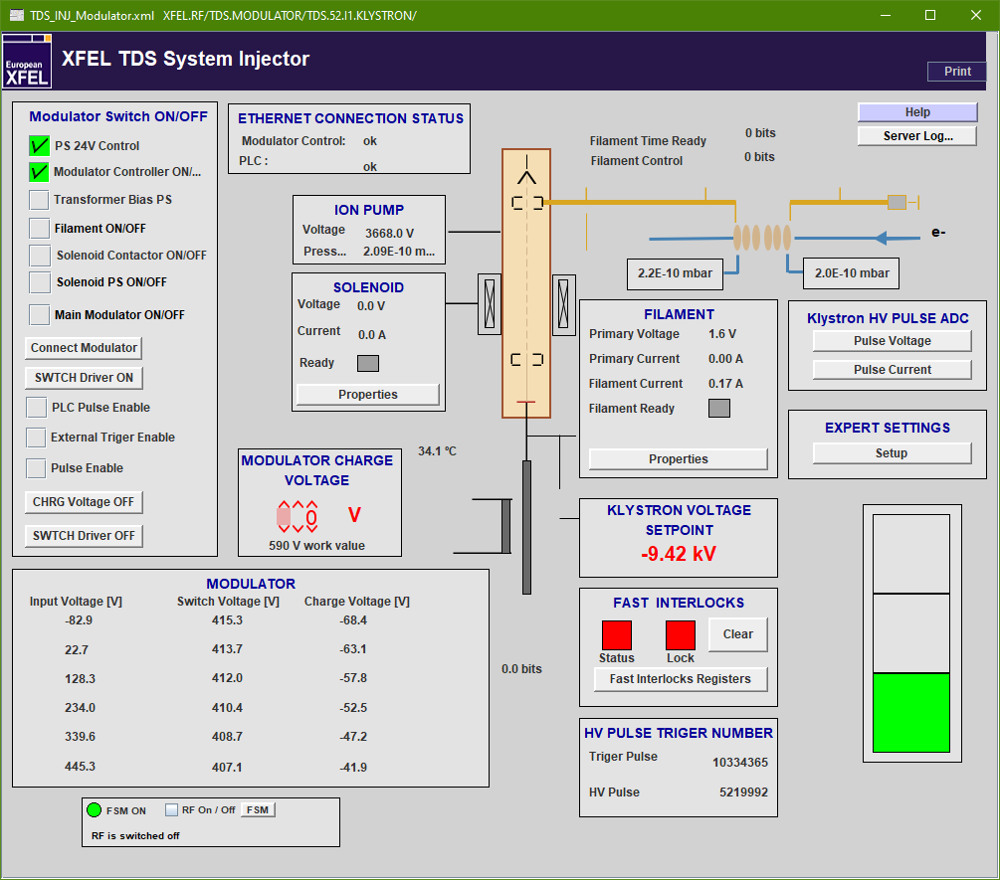 TDS_INJ_Modulator.xml XFEL.RF/TDS.MODULATOR/TDS.52.I1.KLYSTRON/
European
XFEL
XFEL TDS System Injector
Print
Modulator Switch ON/OFF
PS 24V Control
Modulator Controller ON/...
Transformer Bias PS
Filament ON/OFF
Solenoid Contactor ON/OFF
Solenoid PS ON/OFF
Main Modulator ON/OFF
Connect Modulator
SWTCH Driver ON
PLC Pulse Enable
External Triger Enable
Pulse Enable
CHRG Voltage OFF
SWTCH Driver OFF
ETHERNET CONNECTION STATUS
Modulator Control: ok
PLC : ok
ION PUMP
Voltage 3668.0 V
Press... 2.09E-10 m...
SOLENOID
Voltage 0.0 V
Current 0.0 A
Ready
Properties
Filament Time Ready 0 bits
Filament Control 0 bits
Help
Server Log...
e-
2.2E-10 mbar
2.0E-10 mbar
FILAMENT
Primary Voltage 1.6 V
Primary Current 0.00 A
Filament Current 0.17 A
Filament Ready
Properties
Klystron HV PULSE ADC
Pulse Voltage
Pulse Current
EXPERT SETTINGS
Setup
34.1 °C
MODULATOR CHARGE
VOLTAGE
0 V
590 V work value
KLYSTRON VOLTAGE
SETPOINT
-9.42 kV
MODULATOR
Input Voltage [V] Switch Voltage [V] Charge Voltage [V]
-82.9 415.3 -68.4
22.7 413.7 -63.1
128.3 412.0 -57.8
234.0 410.4 -52.5
339.6 408.7 -47.2
445.3 407.1 -41.9
0.0 bits
FAST INTERLOCKS
Status Lock Clear
Fast Interlocks Registers
HV PULSE TRIGER NUMBER
Triger Pulse 10334365
HV Pulse 5219992
FSM ON RF On / Off FSM
RF is switched off